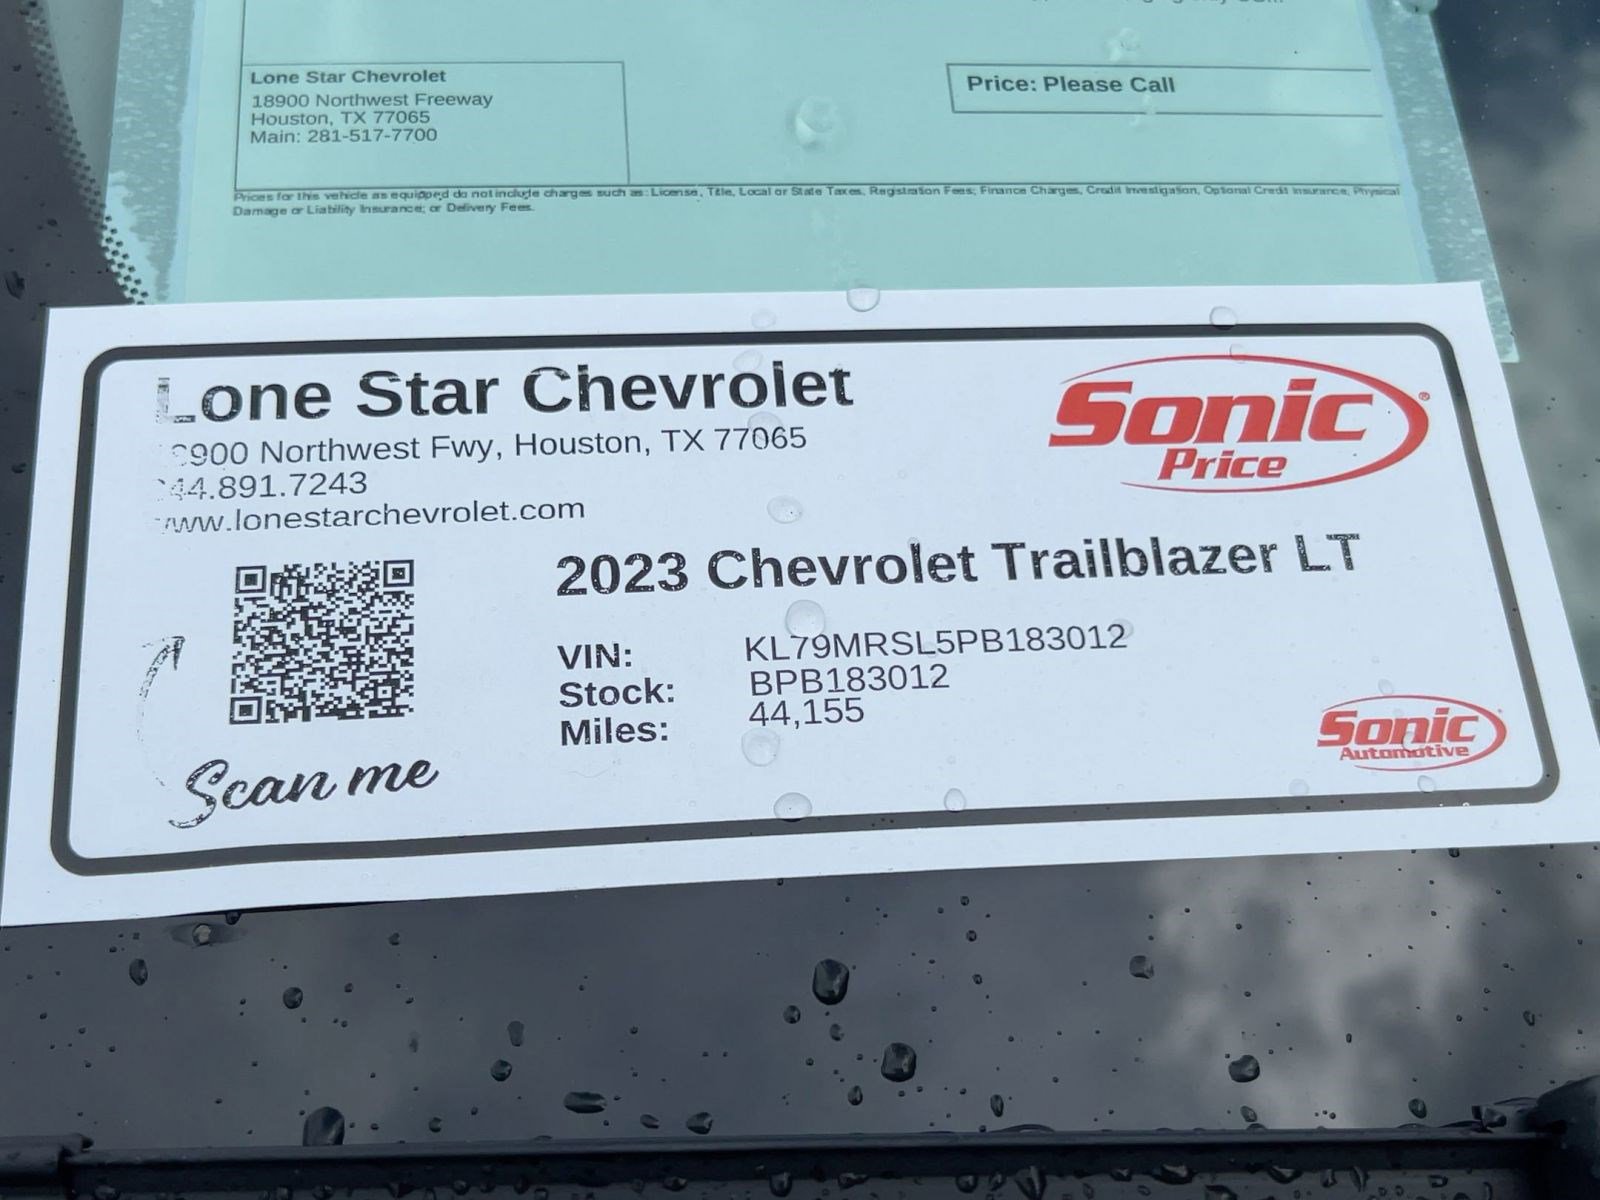 Lone Star Chevrolet
18900 Northwest Freeway
Houston, TX 77065
Main: 281-517-7700
Price: Please Call
Prices for this vehicle as equipped do not include charges such as: License, Title, Local or State Taxes, Registration Fees; Finance Charges, Credit Investigation, Optional Credit Insurance, Physical
Damage or Liability Insurance; or Delivery Fees.
Lone Star Chevrolet
Northwest Fwy, Houston, TX 77065
44.891.7243
www.lonestarchevrolet.com
Sonic®
Price
2023 Chevrolet Trailblazer LT
VIN: KL79MRSL5PB183012
Stock: BPB183012
Miles: 44,155
Scan me
Sonic
Automotive